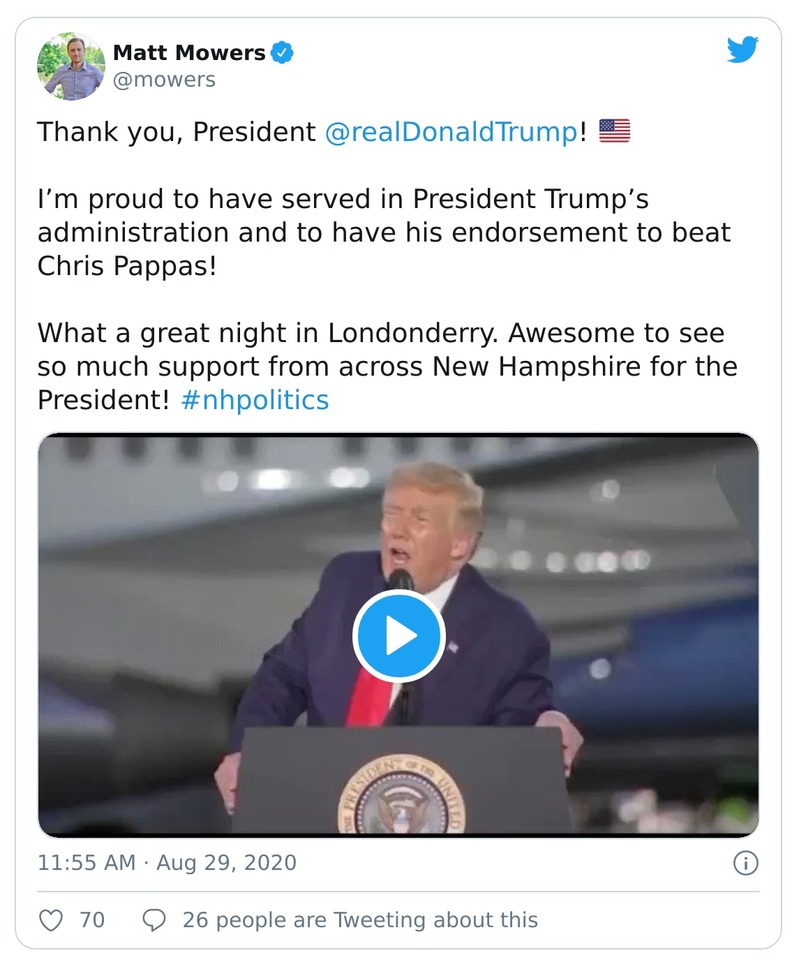 Matt Mowers
@mowers
Thank you, President @realDonaldTrump! 🇺🇸
I’m proud to have served in President Trump’s
administration and to have his endorsement to beat
Chris Pappas!
What a great night in Londonderry. Awesome to see
so much support from across New Hampshire for the
President! #nhpolitics
PRESIDENT OF THE UNITED
11:55 AM · Aug 29, 2020
70
26 people are Tweeting about this